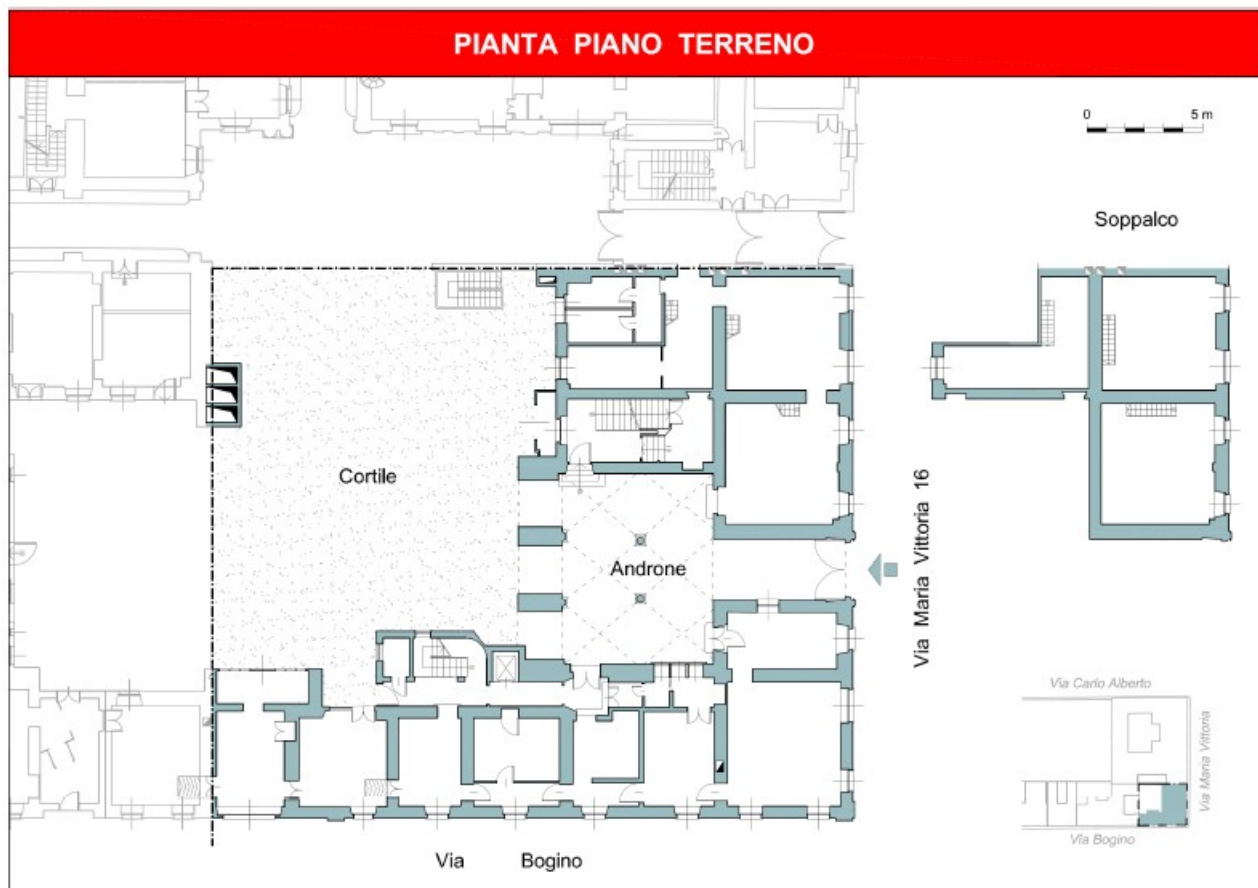 PIANTA PIANO TERRENO
0 5 m
Soppalco
Cortile
Androne
Via Maria Vittoria 16
Via Bogino
Via Carlo Alberto
Via Maria Vittoria
Via Bogino